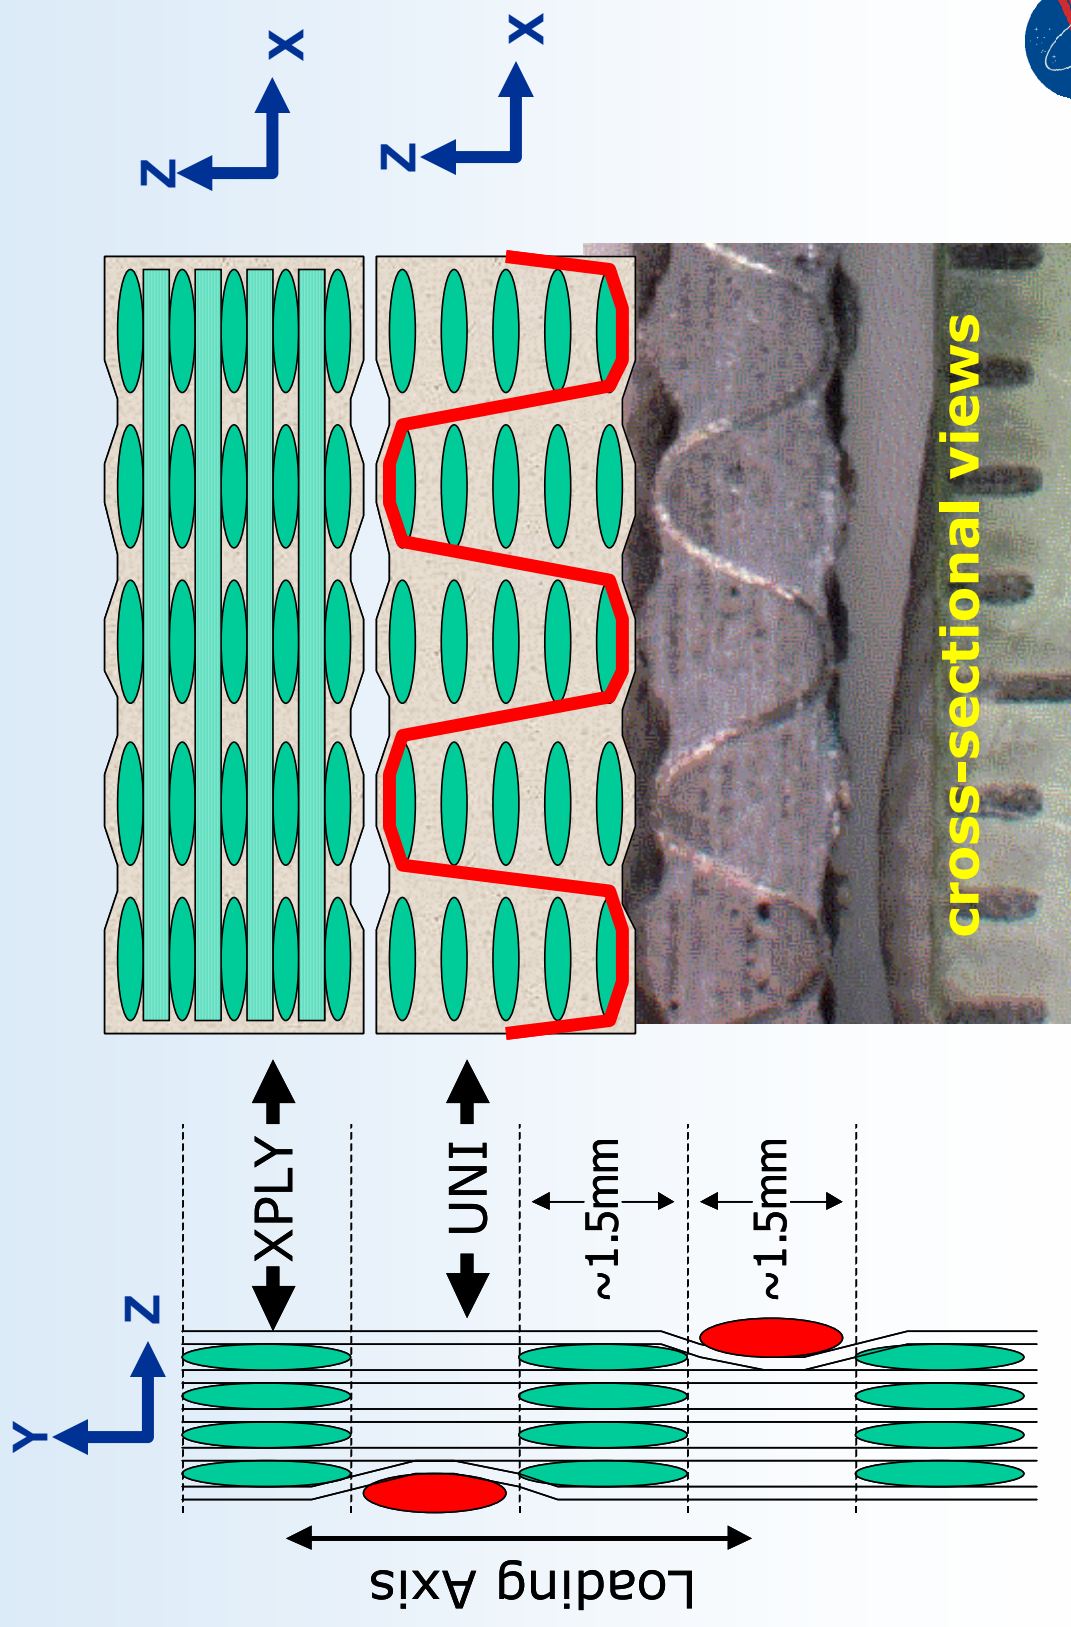 Z
X
Z
X
XPLY
UNI
~1.5mm
~1.5mm
Y
Z
Loading Axis
cross-sectional views